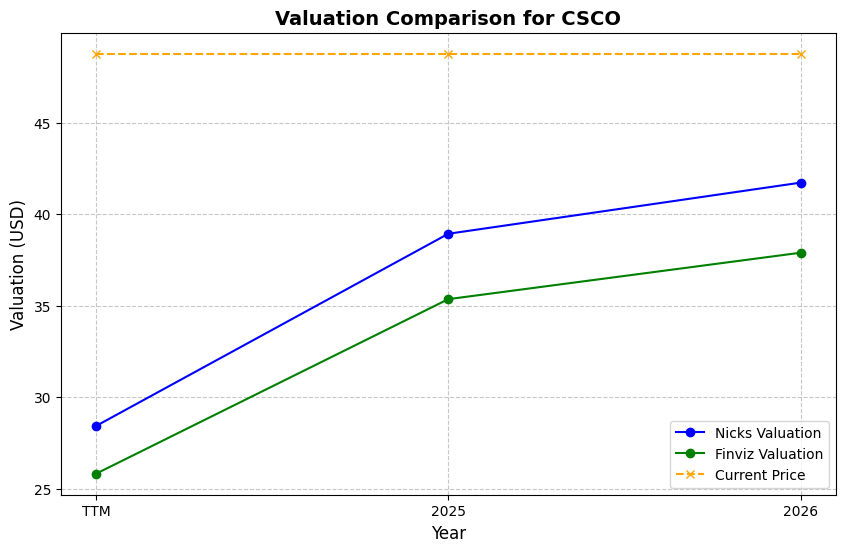 Valuation Comparison for CSCO
Valuation (USD)
45
40
35
30
25
TTM
2025
2026
Year
Nicks Valuation
Finviz Valuation
Current Price